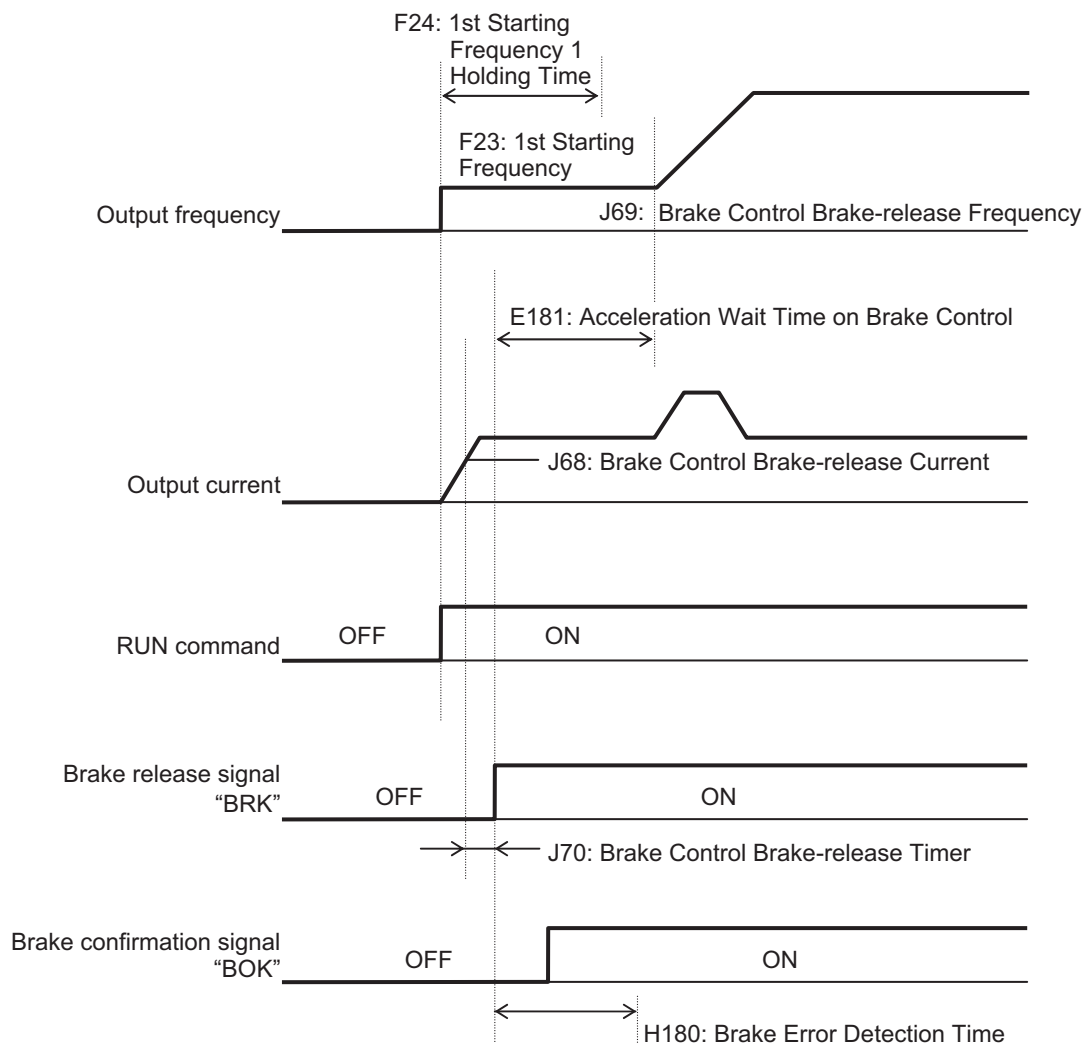 F24: 1st Starting
Frequency 1
Holding Time
F23: 1st Starting
Frequency
Output frequency
J69: Brake Control Brake-release Frequency
E181: Acceleration Wait Time on Brake Control
J68: Brake Control Brake-release Current
Output current
OFF
ON
RUN command
Brake release signal
“BRK”
OFF
ON
J70: Brake Control Brake-release Timer
Brake confirmation signal
“BOK”
OFF
ON
H180: Brake Error Detection Time